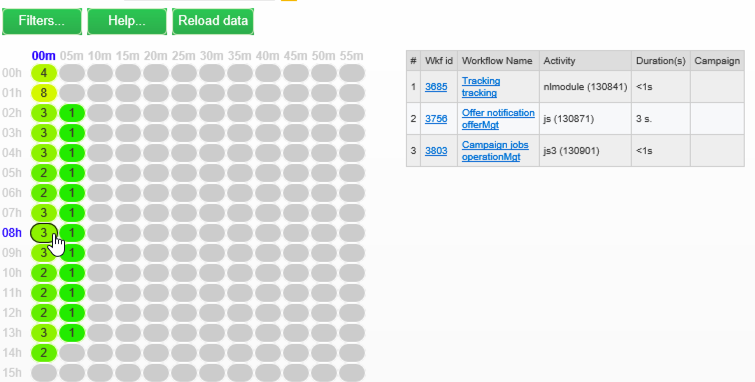 Filters... Help... Reload data
00m 05m 10m 15m 20m 25m 30m 35m 40m 45m 50m 55m
00h 4
01h 8
02h 3 1
03h 3 1
04h 3 1
05h 2 1
06h 2 1
07h 3 1
08h 3 1
09h 3 1
10h 2 1
11h 2 1
12h 2 1
13h 3 1
14h 2
15h
# Wkf id Workflow Name Activity Duration(s) Campaign
1 3685 Tracking nlmodule (130841) <1s
tracking
2 3756 Offer notification js (130871) 3 s.
offerMgt
3 3803 Campaign jobs js3 (130901) <1s
operationMgt